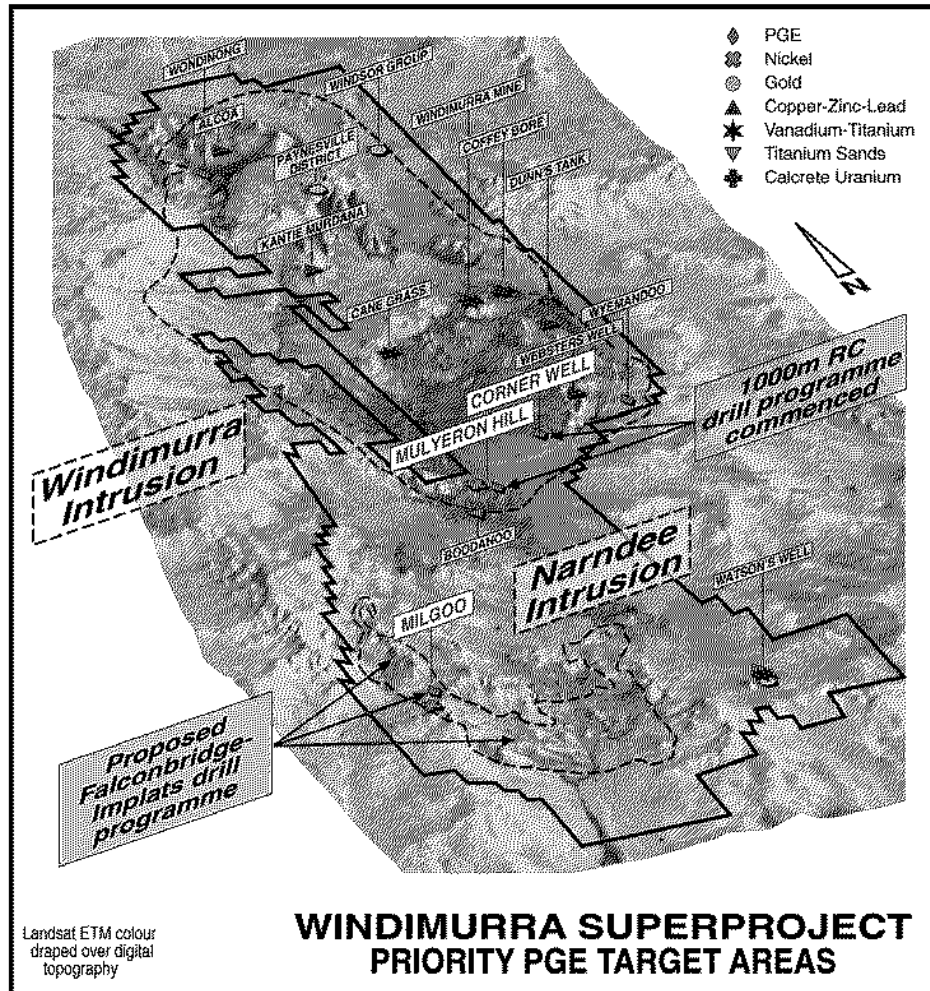 PGE
Nickel
Gold
Copper-Zinc-Lead
Vanadium-Titanium
Titanium Sands
Calcrete Uranium
WONDINONG
ALCOA
WINDSOR GROUP
PAYNESVILLE
DISTRICT
WINDIMURRA MINE
COFFEY BORE
DUNN'S TANK
KANTIE MURDANA
CANE GRASS
WYEMANDOO
WEBSTERS WELL
CORNER WELL
MULYERON HILL
N
1000m RC
drill programme
commenced
Windimurra
Intrusion
BOODAHOO
Narndee
Intrusion
WATSON'S WELL
MILGOO
Proposed
Falconbridge-
Implats drill
programme
Landsat ETM colour
draped over digital
topography
WINDIMURRA SUPERPROJECT
PRIORITY PGE TARGET AREAS